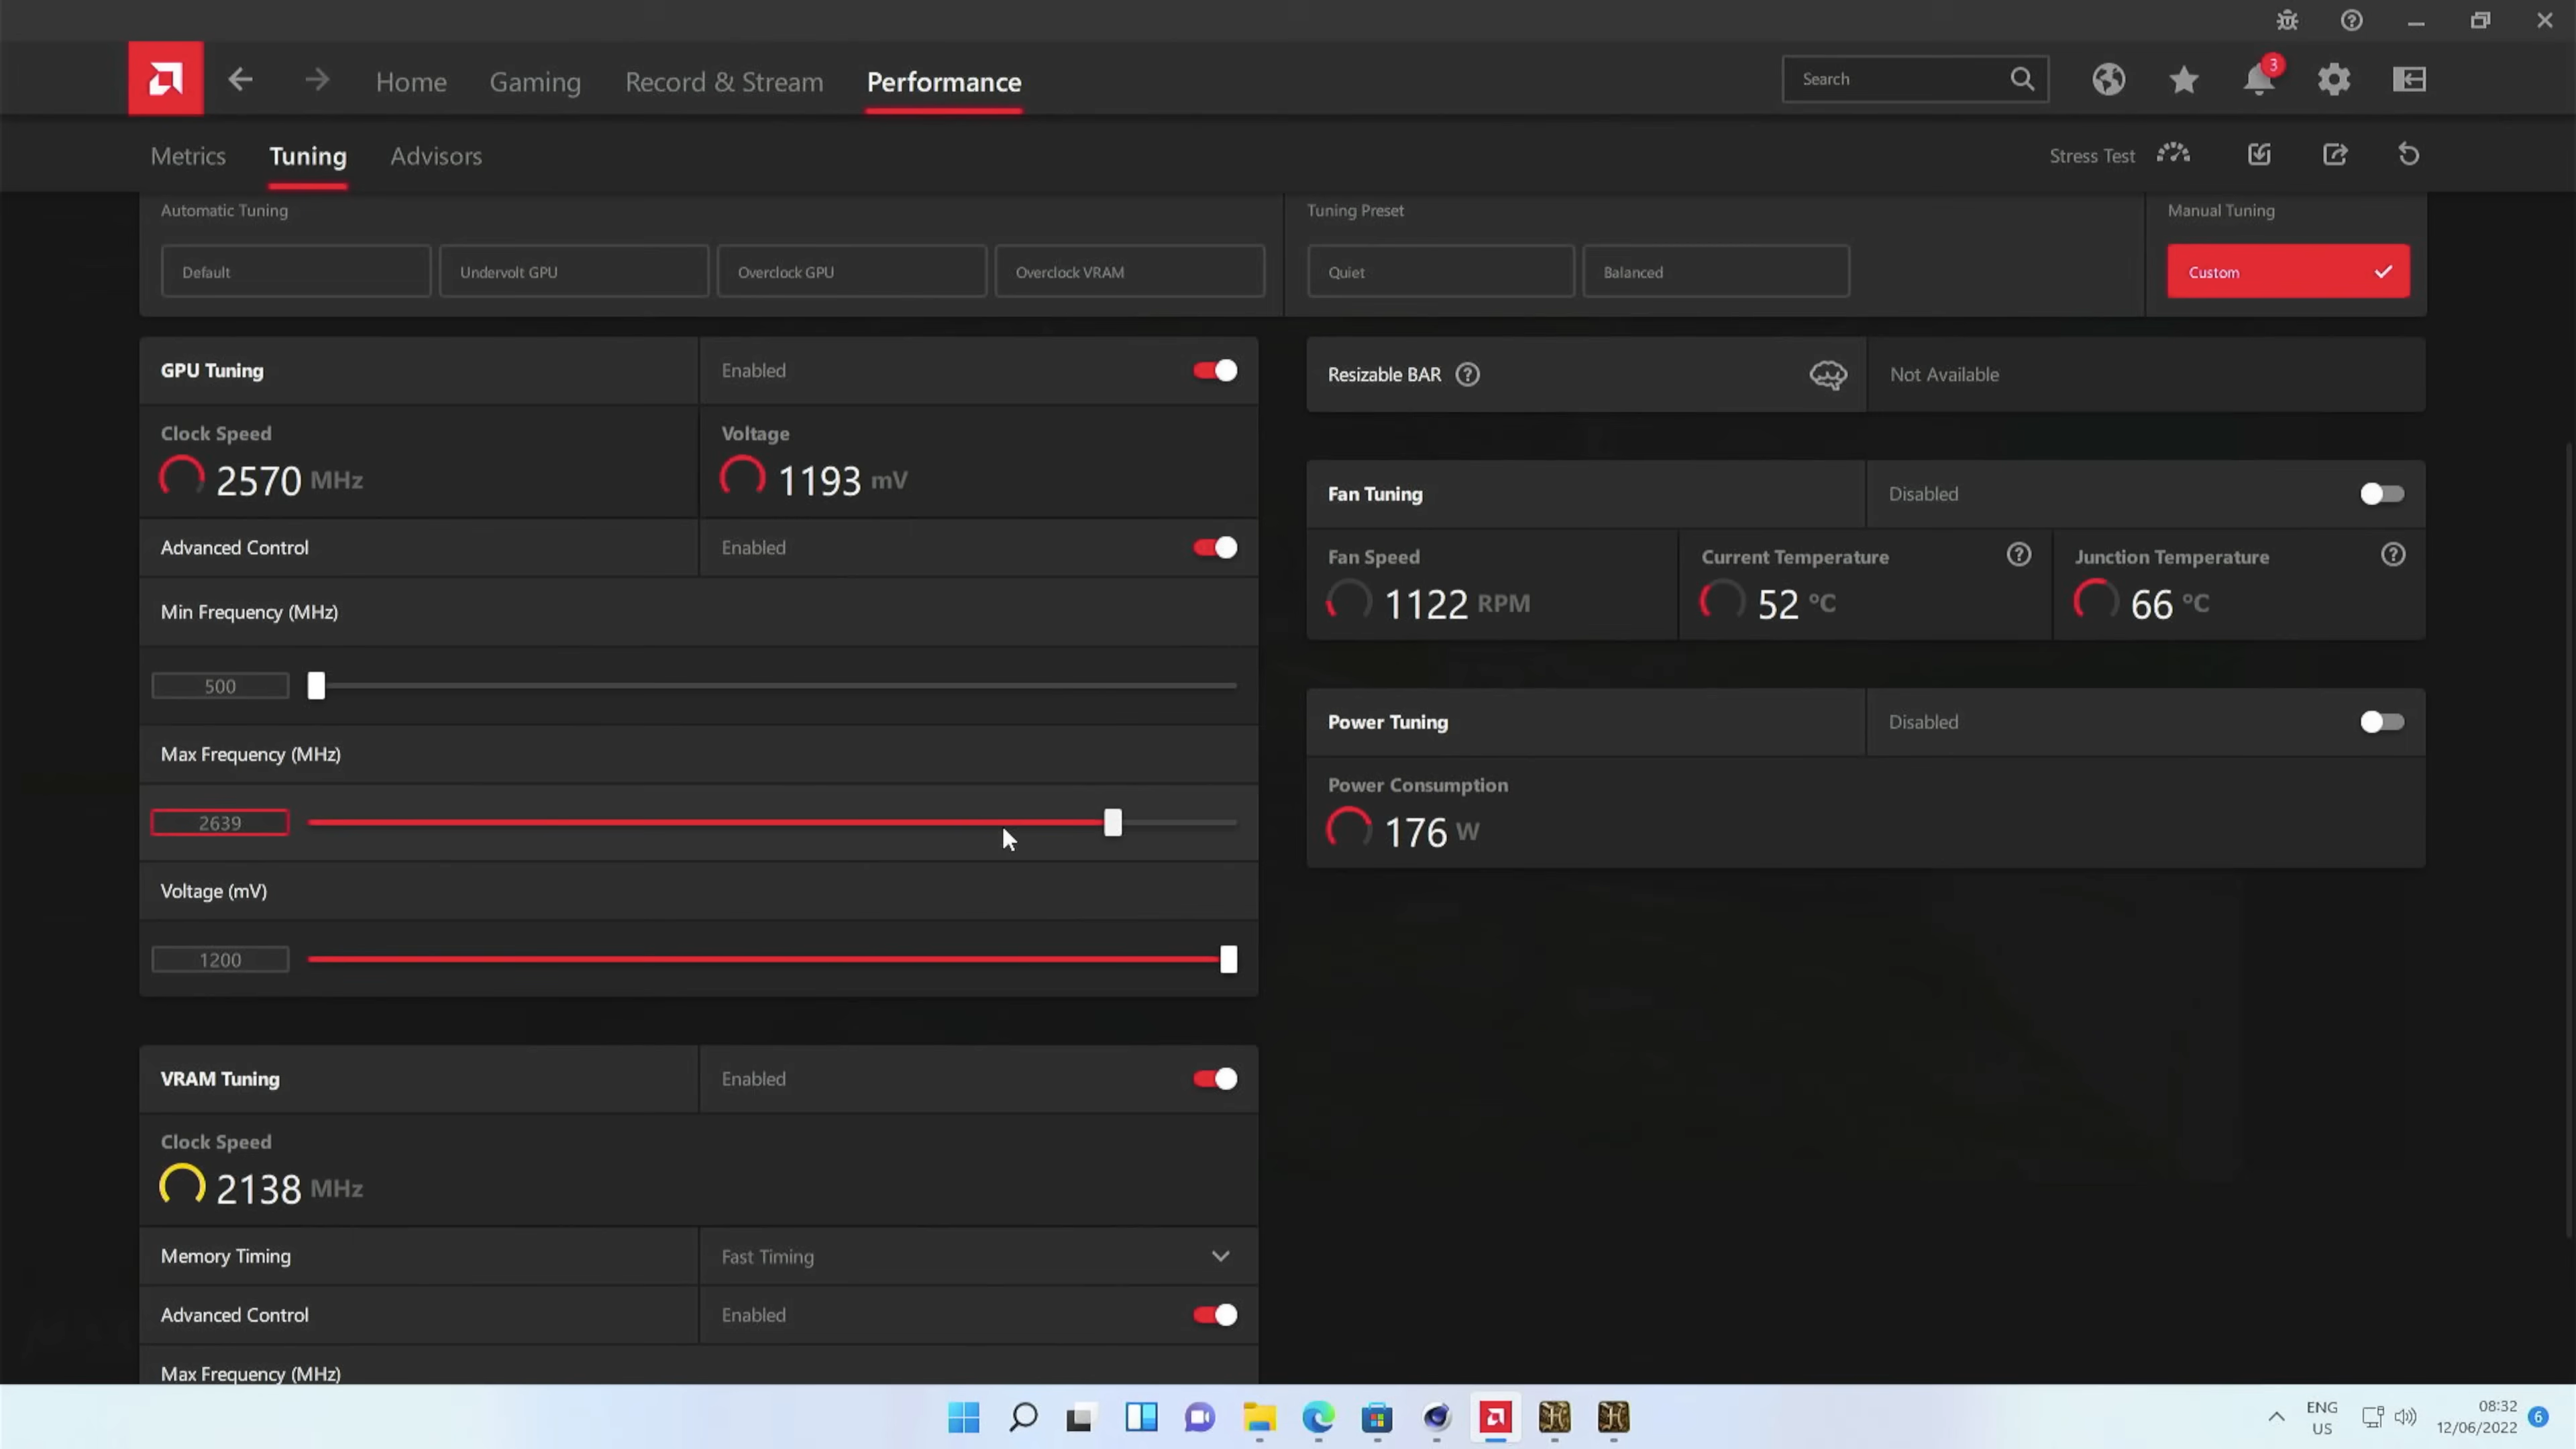 Home
Gaming
Record & Stream
Performance
Search
3
Metrics
Tuning
Advisors
Stress Test
Automatic Tuning
Tuning Preset
Manual Tuning
Default
Undervolt GPU
Overclock GPU
Overclock VRAM
Quiet
Balanced
Custom
GPU Tuning
Enabled
Clock Speed
2570 MHz
Voltage
1193 mV
Advanced Control
Enabled
Min Frequency (MHz)
500
Max Frequency (MHz)
2639
Voltage (mV)
1200
VRAM Tuning
Enabled
Clock Speed
2138 MHz
Memory Timing
Fast Timing
Advanced Control
Enabled
Max Frequency (MHz)
Resizable BAR
Not Available
Fan Tuning
Disabled
Fan Speed
1122 RPM
Current Temperature
52 °C
Junction Temperature
66 °C
Power Tuning
Disabled
Power Consumption
176 W
ENG
US
08:32
12/06/2022
6